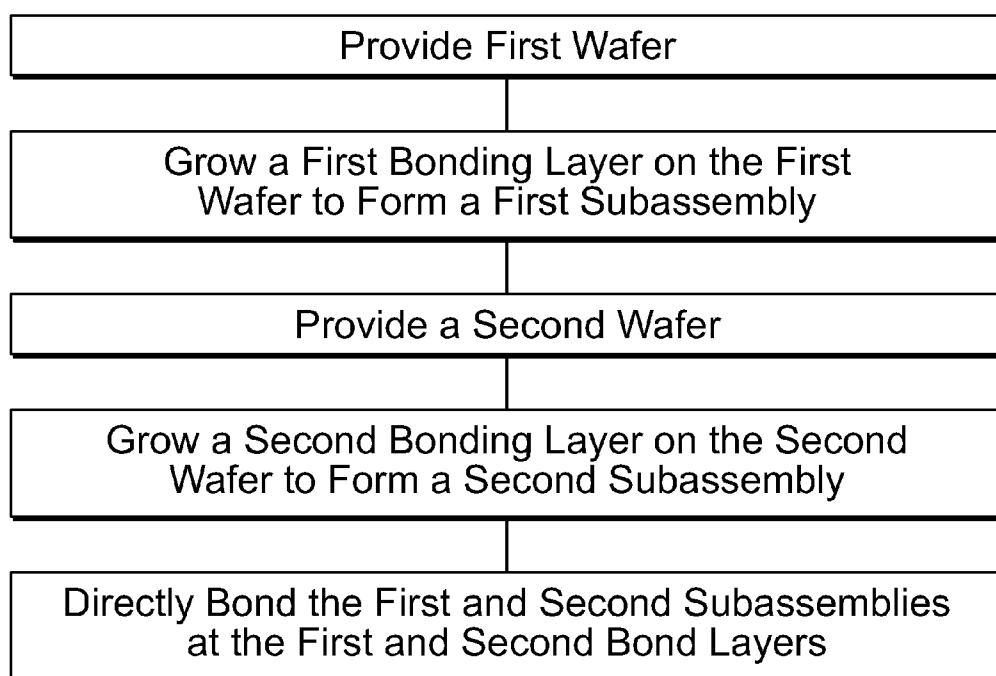 Provide First Wafer
Grow a First Bonding Layer on the First
Wafer to Form a First Subassembly
Provide a Second Wafer
Grow a Second Bonding Layer on the Second
Wafer to Form a Second Subassembly
Directly Bond the First and Second Subassemblies
at the First and Second Bond Layers